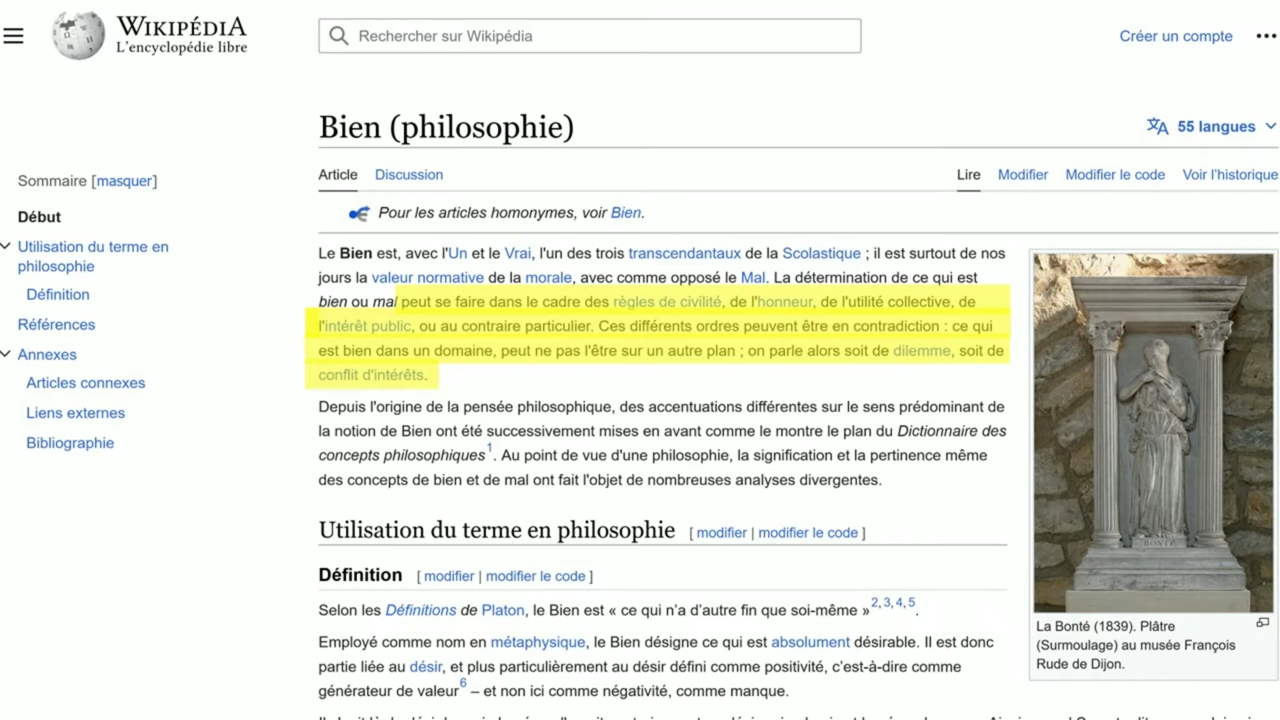 WIKIPÉDIA
L'encyclopédie libre
Rechercher sur Wikipédia
Créer un compte
Bien (philosophie)
55 langues
Sommaire [masquer]
Début
Utilisation du terme en
philosophie
Définition
Références
Annexes
Articles connexes
Liens externes
Bibliographie
Article Discussion
Lire Modifier Modifier le code Voir l'historique
Pour les articles homonymes, voir Bien.
Le Bien est, avec l'Un et le Vrai, l'un des trois transcendantaux de la Scolastique ; il est surtout de nos
jours la valeur normative de la morale, avec comme opposé le Mal. La détermination de ce qui est
bien ou mal peut se faire dans le cadre des règles de civilité, de l'honneur, de l'utilité collective, de
l'intérêt public, ou au contraire particulier. Ces différents ordres peuvent être en contradiction : ce qui
est bien dans un domaine, peut ne pas l'être sur un autre plan ; on parle alors soit de dilemme, soit de
conflit d'intérêts.
Depuis l'origine de la pensée philosophique, des accentuations différentes sur le sens prédominant de
la notion de Bien ont été successivement mises en avant comme le montre le plan du Dictionnaire des
concepts philosophiques 1. Au point de vue d'une philosophie, la signification et la pertinence même
des concepts de bien et de mal ont fait l'objet de nombreuses analyses divergentes.
Utilisation du terme en philosophie [ modifier | modifier le code ]
Définition [ modifier | modifier le code ]
Selon les Définitions de Platon, le Bien est « ce qui n'a d'autre fin que soi-même »2, 3, 4, 5.
Employé comme nom en métaphysique, le Bien désigne ce qui est absolument désirable. Il est donc
partie liée au désir, et plus particulièrement au désir défini comme positivité, c'est-à-dire comme
générateur de valeur6 – et non ici comme négativité, comme manque.
BONTÉ
La Bonté (1839). Plâtre
(Surmoulage) au musée François
Rude de Dijon.